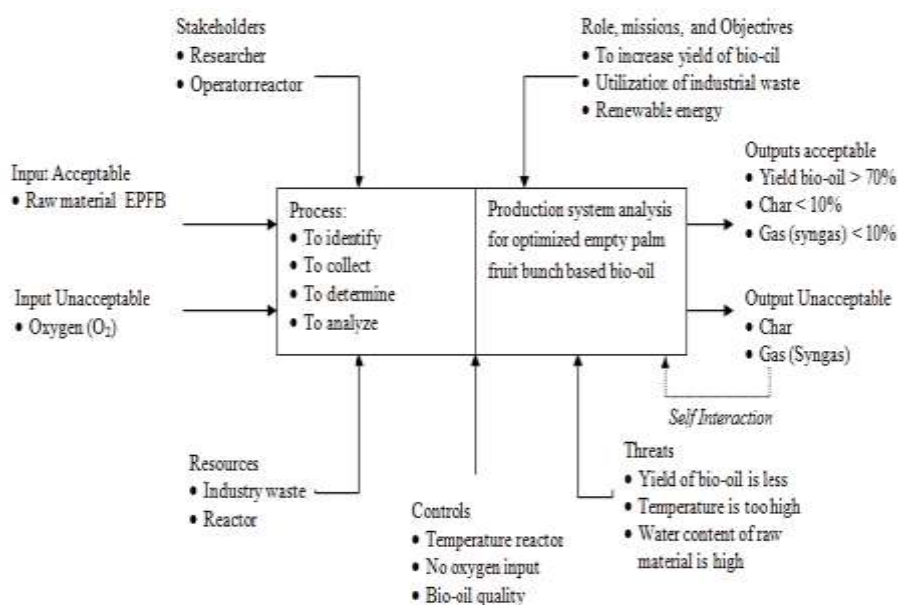 Stakeholders
• Researcher
• Operator reactor
Role, missions, and Objectives
• To increase yield of bio-oil
• Utilization of industrial waste
• Renewable energy
Input: Acceptable
• Raw material EPFB
Input Unacceptable
• Oxygen (O₂)
Process:
• To identify
• To collect
• To determine
• To analyze
Production system analysis
for optimized empty palm
fruit bunch based bio-oil
Outputs acceptable
• Yield bio-oil > 70%
• Char < 10%
• Gas (syngas) < 10%
Output Unacceptable
• Char
• Gas (Syngas)
Self Interaction
Resources
• Industry waste
• Reactor
Controls
• Temperature reactor
• No oxygen input
• Bio-oil quality
Threats
• Yield of bio-oil is less
• Temperature is too high
• Water content of raw
material is high